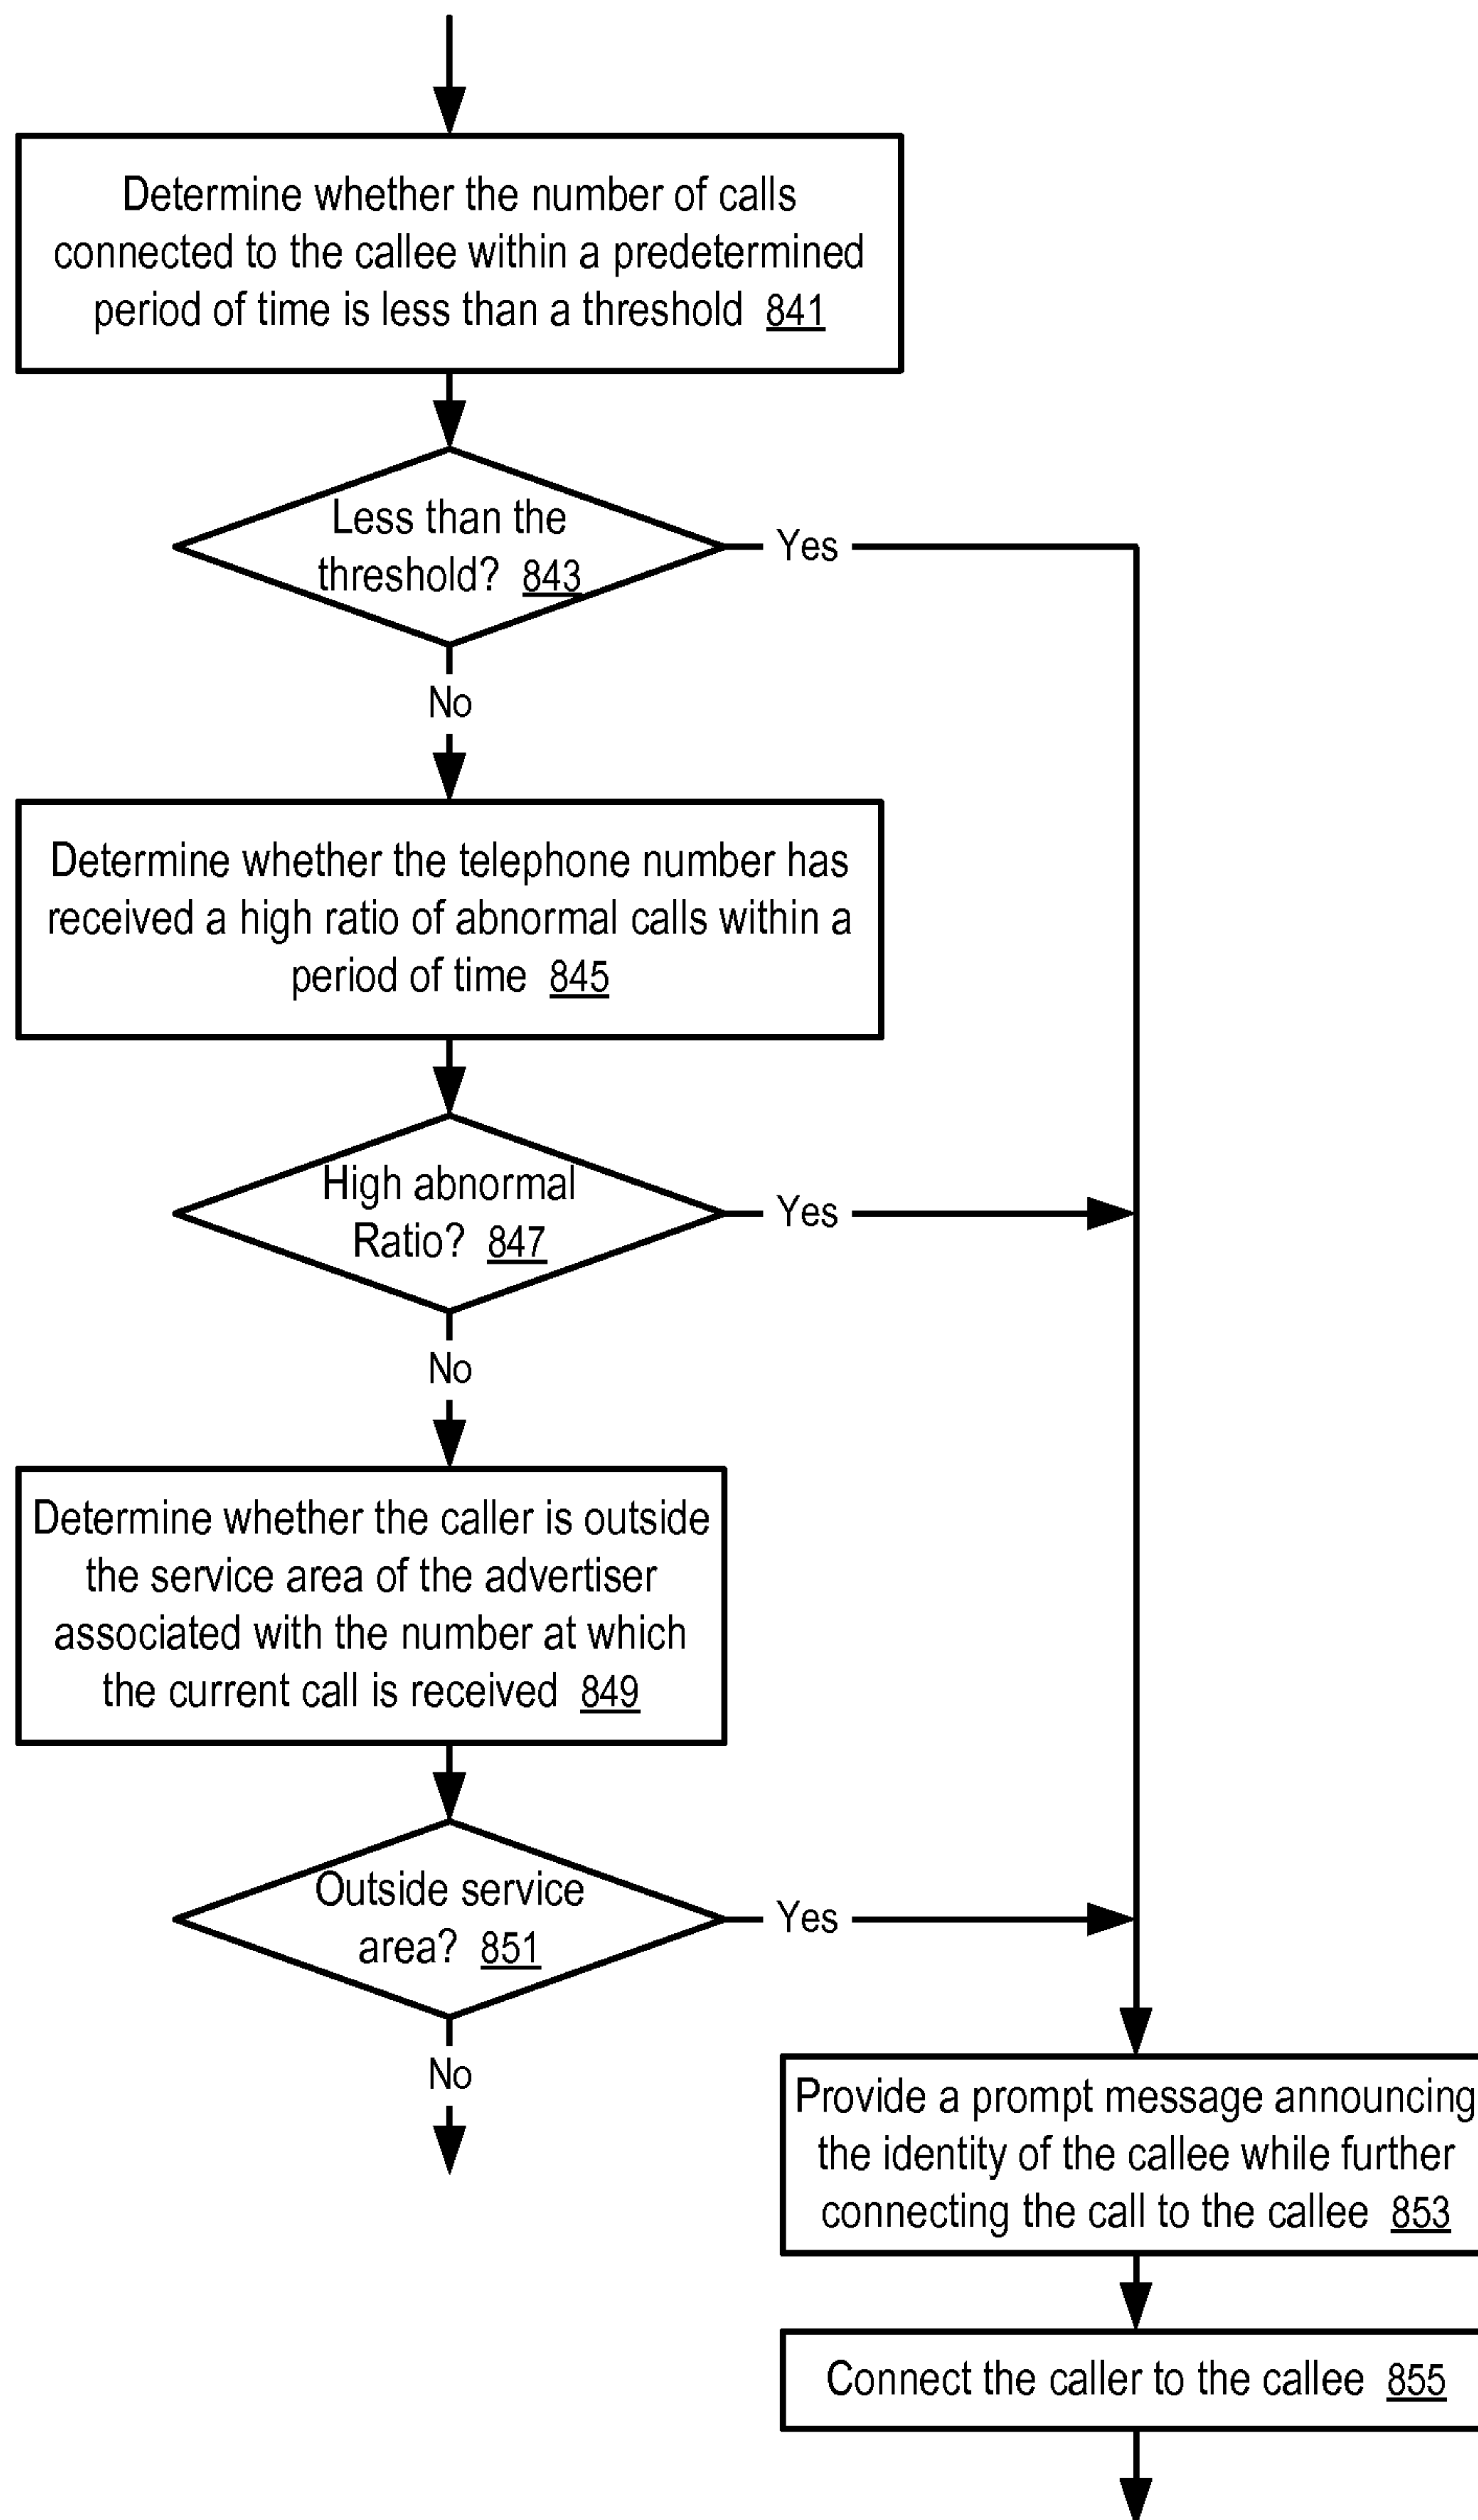 Determine whether the number of calls
connected to the callee within a predetermined
period of time is less than a threshold 841
Less than the
threshold? 843
Yes
No
Determine whether the telephone number has
received a high ratio of abnormal calls within a
period of time 845
High abnormal
Ratio? 847
Yes
No
Determine whether the caller is outside
the service area of the advertiser
associated with the number at which
the current call is received 849
Outside service
area? 851
Yes
No
Provide a prompt message announcing
the identity of the callee while further
connecting the call to the callee 853
Connect the caller to the callee 855